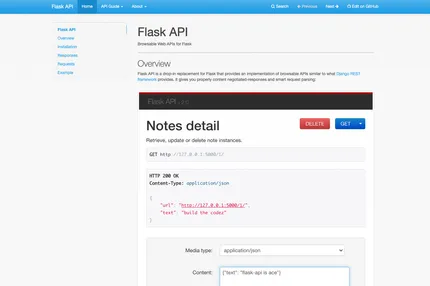 Flask API Home API Guide About Search Previous Next Edit on GitHub
Flask API
Overview
Installation
Responses
Requests
Example
Flask API
Browsable Web APIs for Flask
Overview
Flask API is a drop-in replacement for Flask that provides an implementation of browsable APIs similar to what Django REST
framework provides. It gives you properly content negotiated-responses and smart request parsing:
Flask API
Notes detail DELETE GET
Retrieve, update or delete note instances.
GET http://127.0.0.1:5000/1/
HTTP 200 OK
Content-Type: application/json
{
"url": "http://127.0.0.1:5000/1/",
"text": "build the codez"
}
Media type: application/json
Content: {"text": "flask-api is ace"}